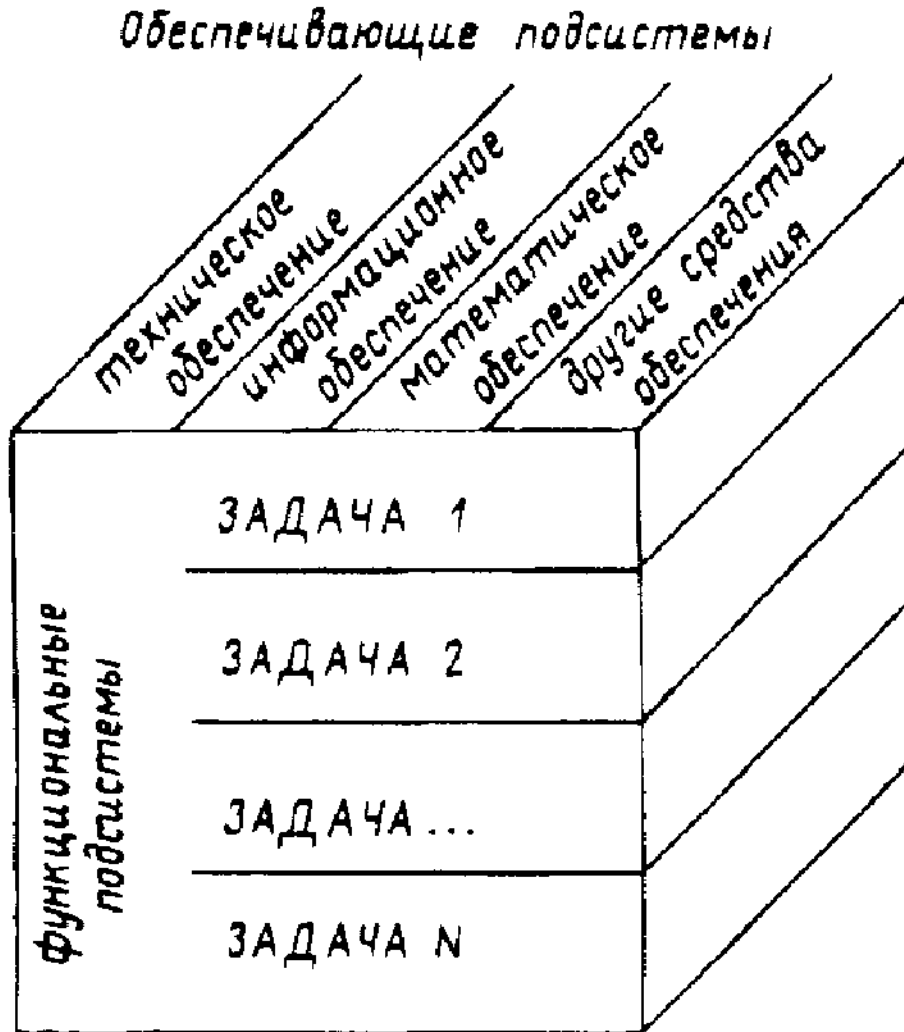 Обеспечивающие подсистемы
техническое
обеспечение
информационное
обеспечение
математическое
обеспечение
другие средства
обеспечения
функциональные
подсистемы
ЗАДАЧА 1
ЗАДАЧА 2
ЗАДАЧА...
ЗАДАЧА N